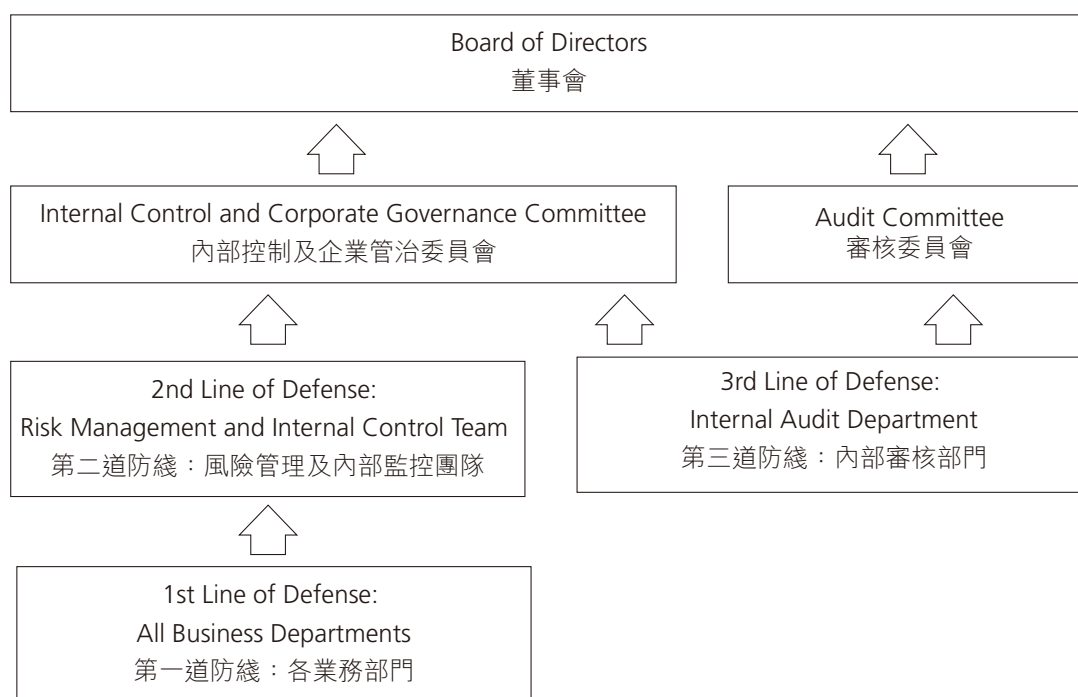 Board of Directors
董事會
Internal Control and Corporate Governance Committee
內部控制及企業管治委員會
Audit Committee
審核委員會
2nd Line of Defense:
Risk Management and Internal Control Team
第二道防綫：風險管理及內部監控團隊
3rd Line of Defense:
Internal Audit Department
第三道防綫：內部審核部門
1st Line of Defense:
All Business Departments
第一道防綫：各業務部門